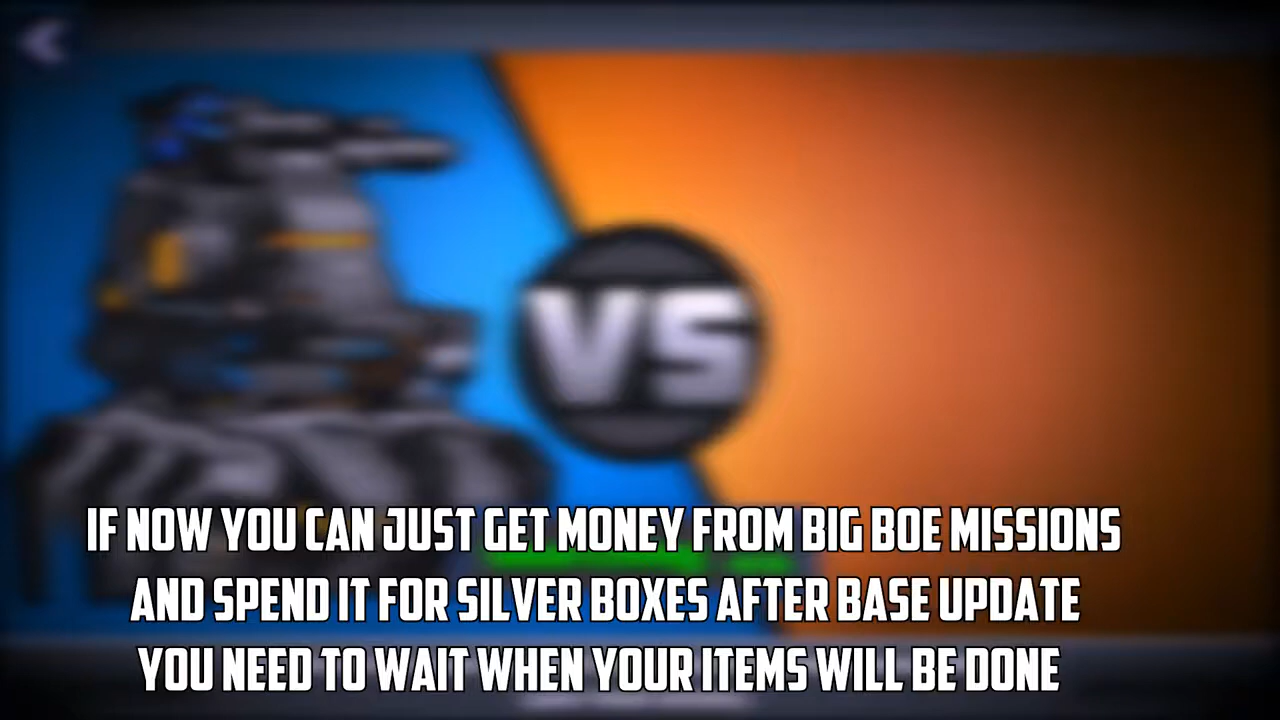 VS
IF NOW YOU CAN JUST GET MONEY FROM BIG BOE MISSIONS
AND SPEND IT FOR SILVER BOXES AFTER BASE UPDATE
YOU NEED TO WAIT WHEN YOUR ITEMS WILL BE DONE